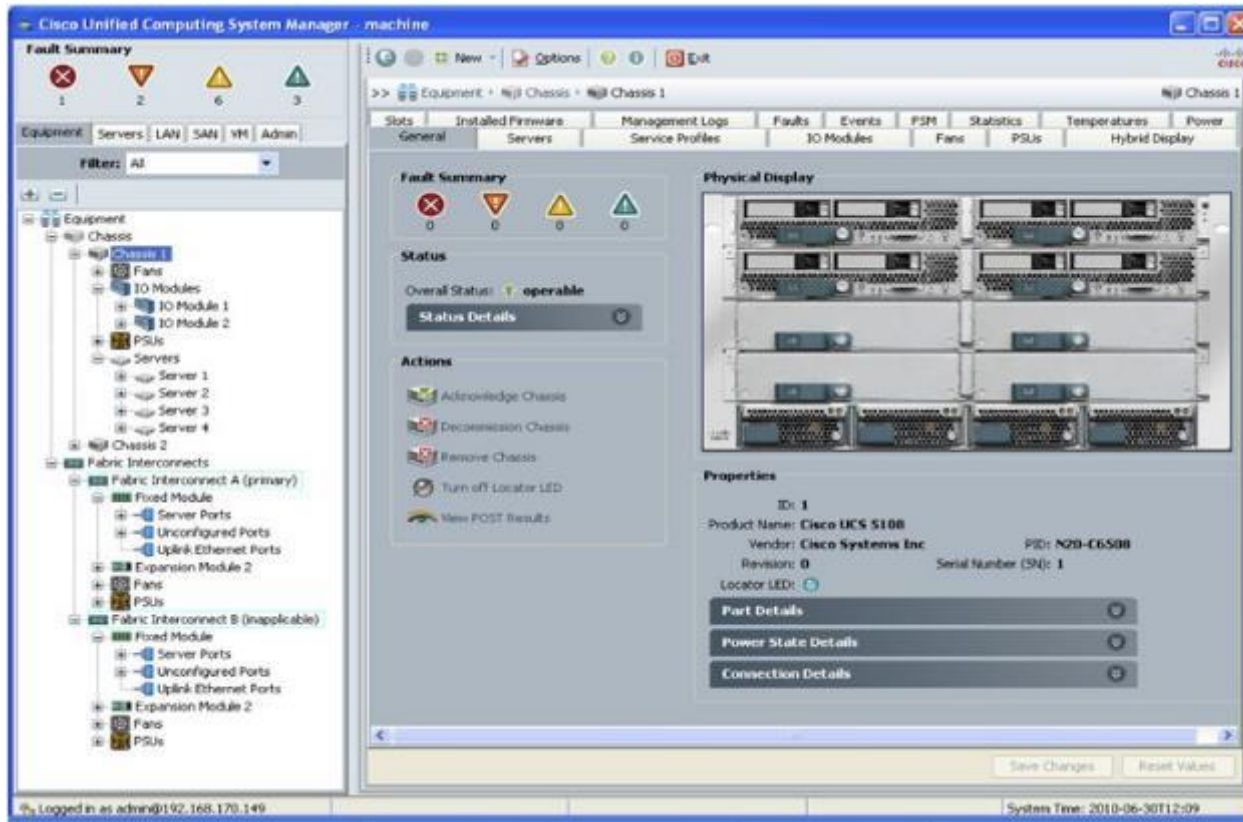 Cisco Unified Computing System Manager - machine
Fault Summary
1 2 6 3
Equipment Servers LAN SAN VM Admin
Filter: All
Equipment
Chassis
Chassis 1
Fans
IO Modules
IO Module 1
IO Module 2
PSUs
Servers
Server 1
Server 2
Server 3
Server 4
Chassis 2
Fabric Interconnects
Fabric Interconnect A (primary)
Fixed Module
Server Ports
Unconfigured Ports
Uplink Ethernet Ports
Expansion Module 2
Fans
PSUs
Fabric Interconnect B (inapplicable)
Fixed Module
Server Ports
Unconfigured Ports
Uplink Ethernet Ports
Expansion Module 2
Fans
PSUs
New Options Exit
CISCO
>> Equipment Chassis Chassis 1 Chassis 1
Slots Installed Firmware Management Logs Faults Events FSM Statistics Temperatures Power
General Servers Service Profiles IO Modules Fans PSUs Hybrid Display
Fault Summary
0 0 0 0
Status
Overall Status: operable
Status Details
Actions
Acknowledge Chassis
Decommission Chassis
Remove Chassis
Turn off Locator LED
View POST Results
Physical Display
Properties
ID: 1
Product Name: Cisco UCS 5108
Vendor: Cisco Systems Inc PID: N20-C6508
Revision: 0 Serial Number (SN): 1
Locator LED:
Part Details
Power State Details
Connection Details
Save Changes Reset Values
Logged in as admin@192.168.170.149 System Time: 2010-06-30T12:09